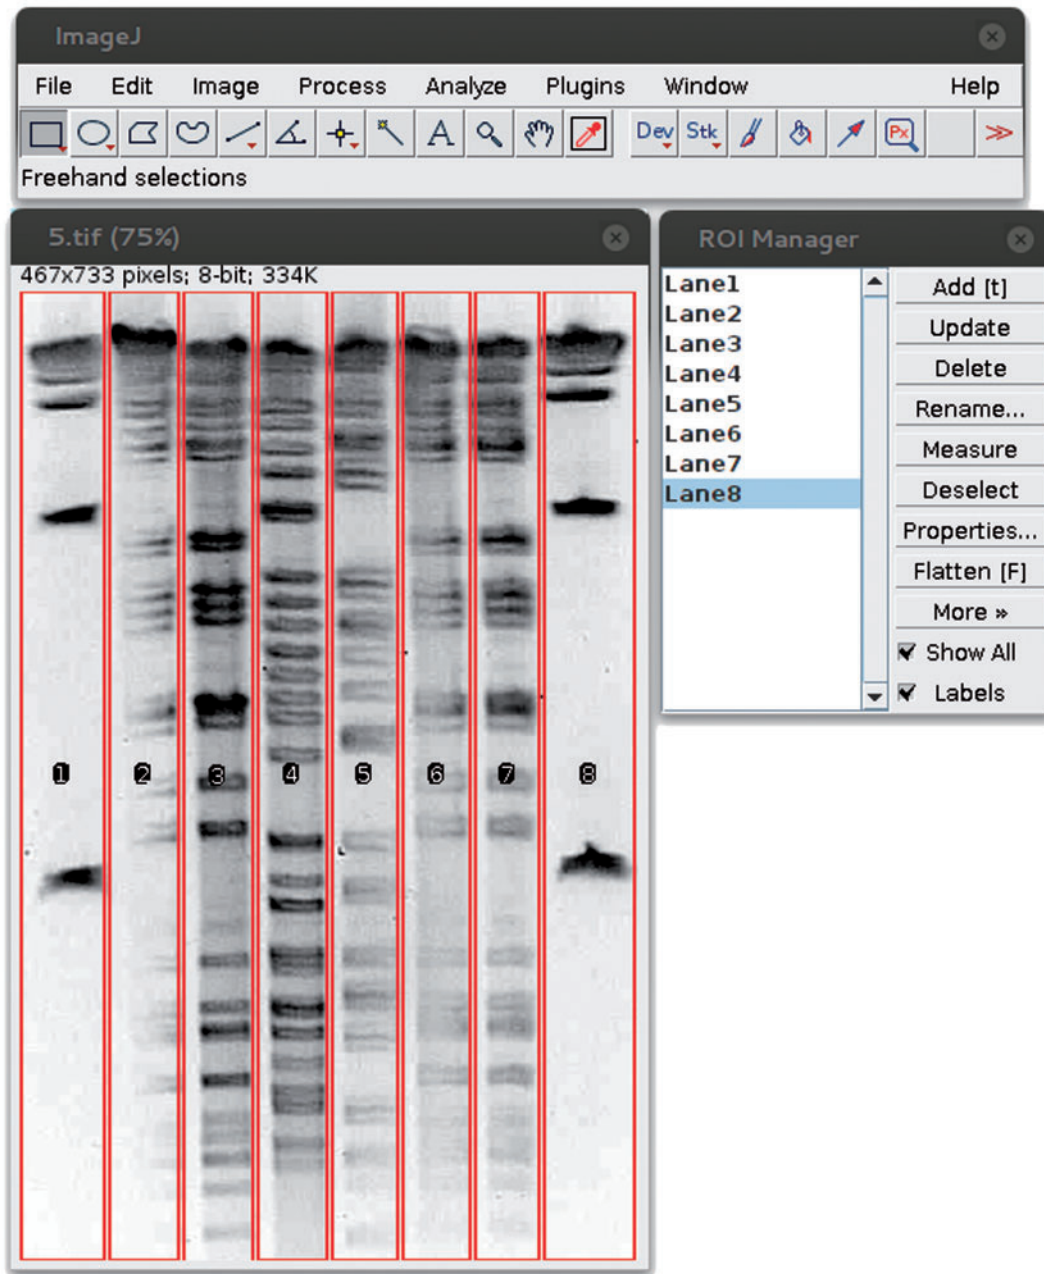 ImageJ
File Edit Image Process Analyze Plugins Window Help
A Dev Stk Px >>
Freehand selections
5.tif (75%)
467x733 pixels; 8-bit; 334K
1 2 3 4 5 6 7 8
ROI Manager
Lane1
Lane2
Lane3
Lane4
Lane5
Lane6
Lane7
Lane8
Add [t]
Update
Delete
Rename...
Measure
Deselect
Properties...
Flatten [F]
More »
Show All
Labels